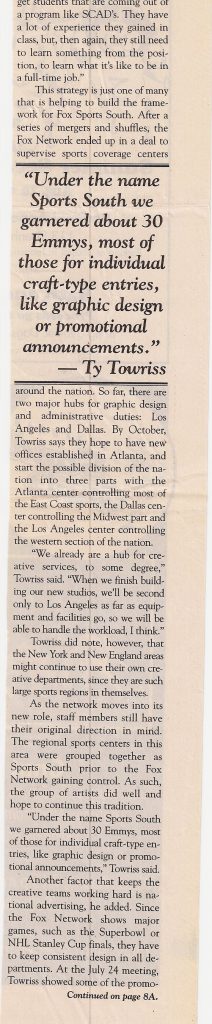 get students that are coming out of
a program like SCAD's. They have
a lot of experience they gained in
class, but, then again, they still need
to learn something from the posi-
tion, to learn what it's like to be in
a full-time job."
This strategy is just one of many
that is helping to build the frame-
work for Fox Sports South. After a
series of mergers and shuffles, the
Fox Network ended up in a deal to
supervise sports coverage centers
"Under the name
Sports South we
garnered about 30
Emmys, most of
those for individual
craft-type entries,
like graphic design
or promotional
announcements."
— Ty Towriss
around the nation. So far, there are
two major hubs for graphic design
and administrative duties: Los
Angeles and Dallas. By October,
Towriss says they hope to have new
offices established in Atlanta, and
start the possible division of the na-
tion into three parts with the
Atlanta center controlling most of
the East Coast sports, the Dallas cen-
ter controlling the Midwest part and
the Los Angeles center controlling
the western section of the nation.
"We already are a hub for cre-
ative services, to some degree,"
Towriss said. "When we finish build-
ing our new studios, we'll be second
only to Los Angeles as far as equip-
ment and facilities go, so we will be
able to handle the workload, I think."
Towriss did note, however, that
the New York and New England areas
might continue to use their own cre-
ative departments, since they are such
large sports regions in themselves.
As the network moves into its
new role, staff members still have
their original direction in mind.
The regional sports centers in this
area were grouped together as
Sports South prior to the Fox
Network gaining control. As such,
the group of artists did well and
hope to continue this tradition.
"Under the name Sports South
we garnered about 30 Emmys, most
of those for individual craft-type en-
tries, like graphic design or promo-
tional announcements," Towriss said.
Another factor that keeps the
creative teams working hard is na-
tional advertising, he added. Since
the Fox Network shows major
games, such as the Superbowl or
NHL Stanley Cup finals, they have
to keep consistent design in all de-
partments. At the July 24 meeting,
Towriss showed some of the promo-
Continued on page 8A.